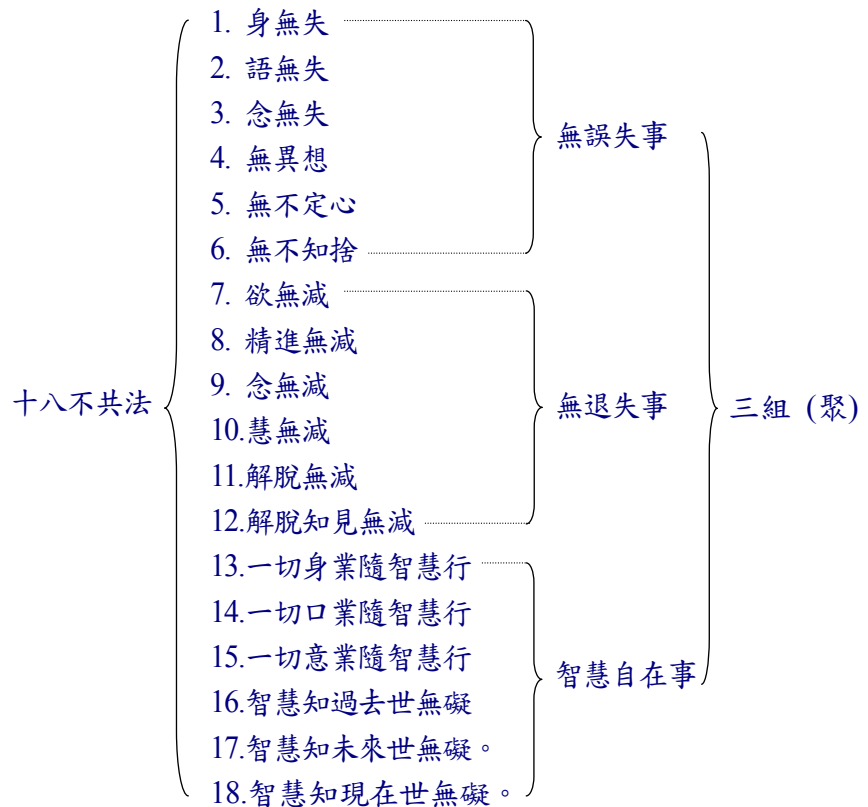 1. 身無失
2. 語無失
3. 念無失
無誤失事
4. 無異想
5. 無不定心
6. 無不知捨
7. 欲無減
8. 精進無減
9. 念無減
十八不共法
無退失事
三組 (聚)
10.慧無減
11.解脫無減
12.解脫知見無減
13.一切身業隨智慧行
14.一切口業隨智慧行
15.一切意業隨智慧行
智慧自在事
16.智慧知過去世無礙
17.智慧知未來世無礙。
18.智慧知現在世無礙。